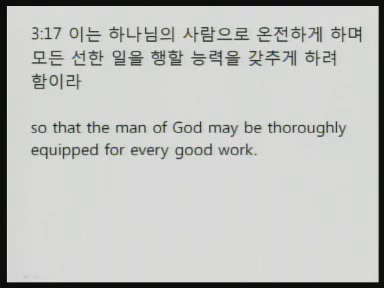 3:17 이는 하나님의 사람으로 온전하게 하며
모든 선한 일을 행할 능력을 갖추게 하려
함이라
so that the man of God may be thoroughly
equipped for every good work.